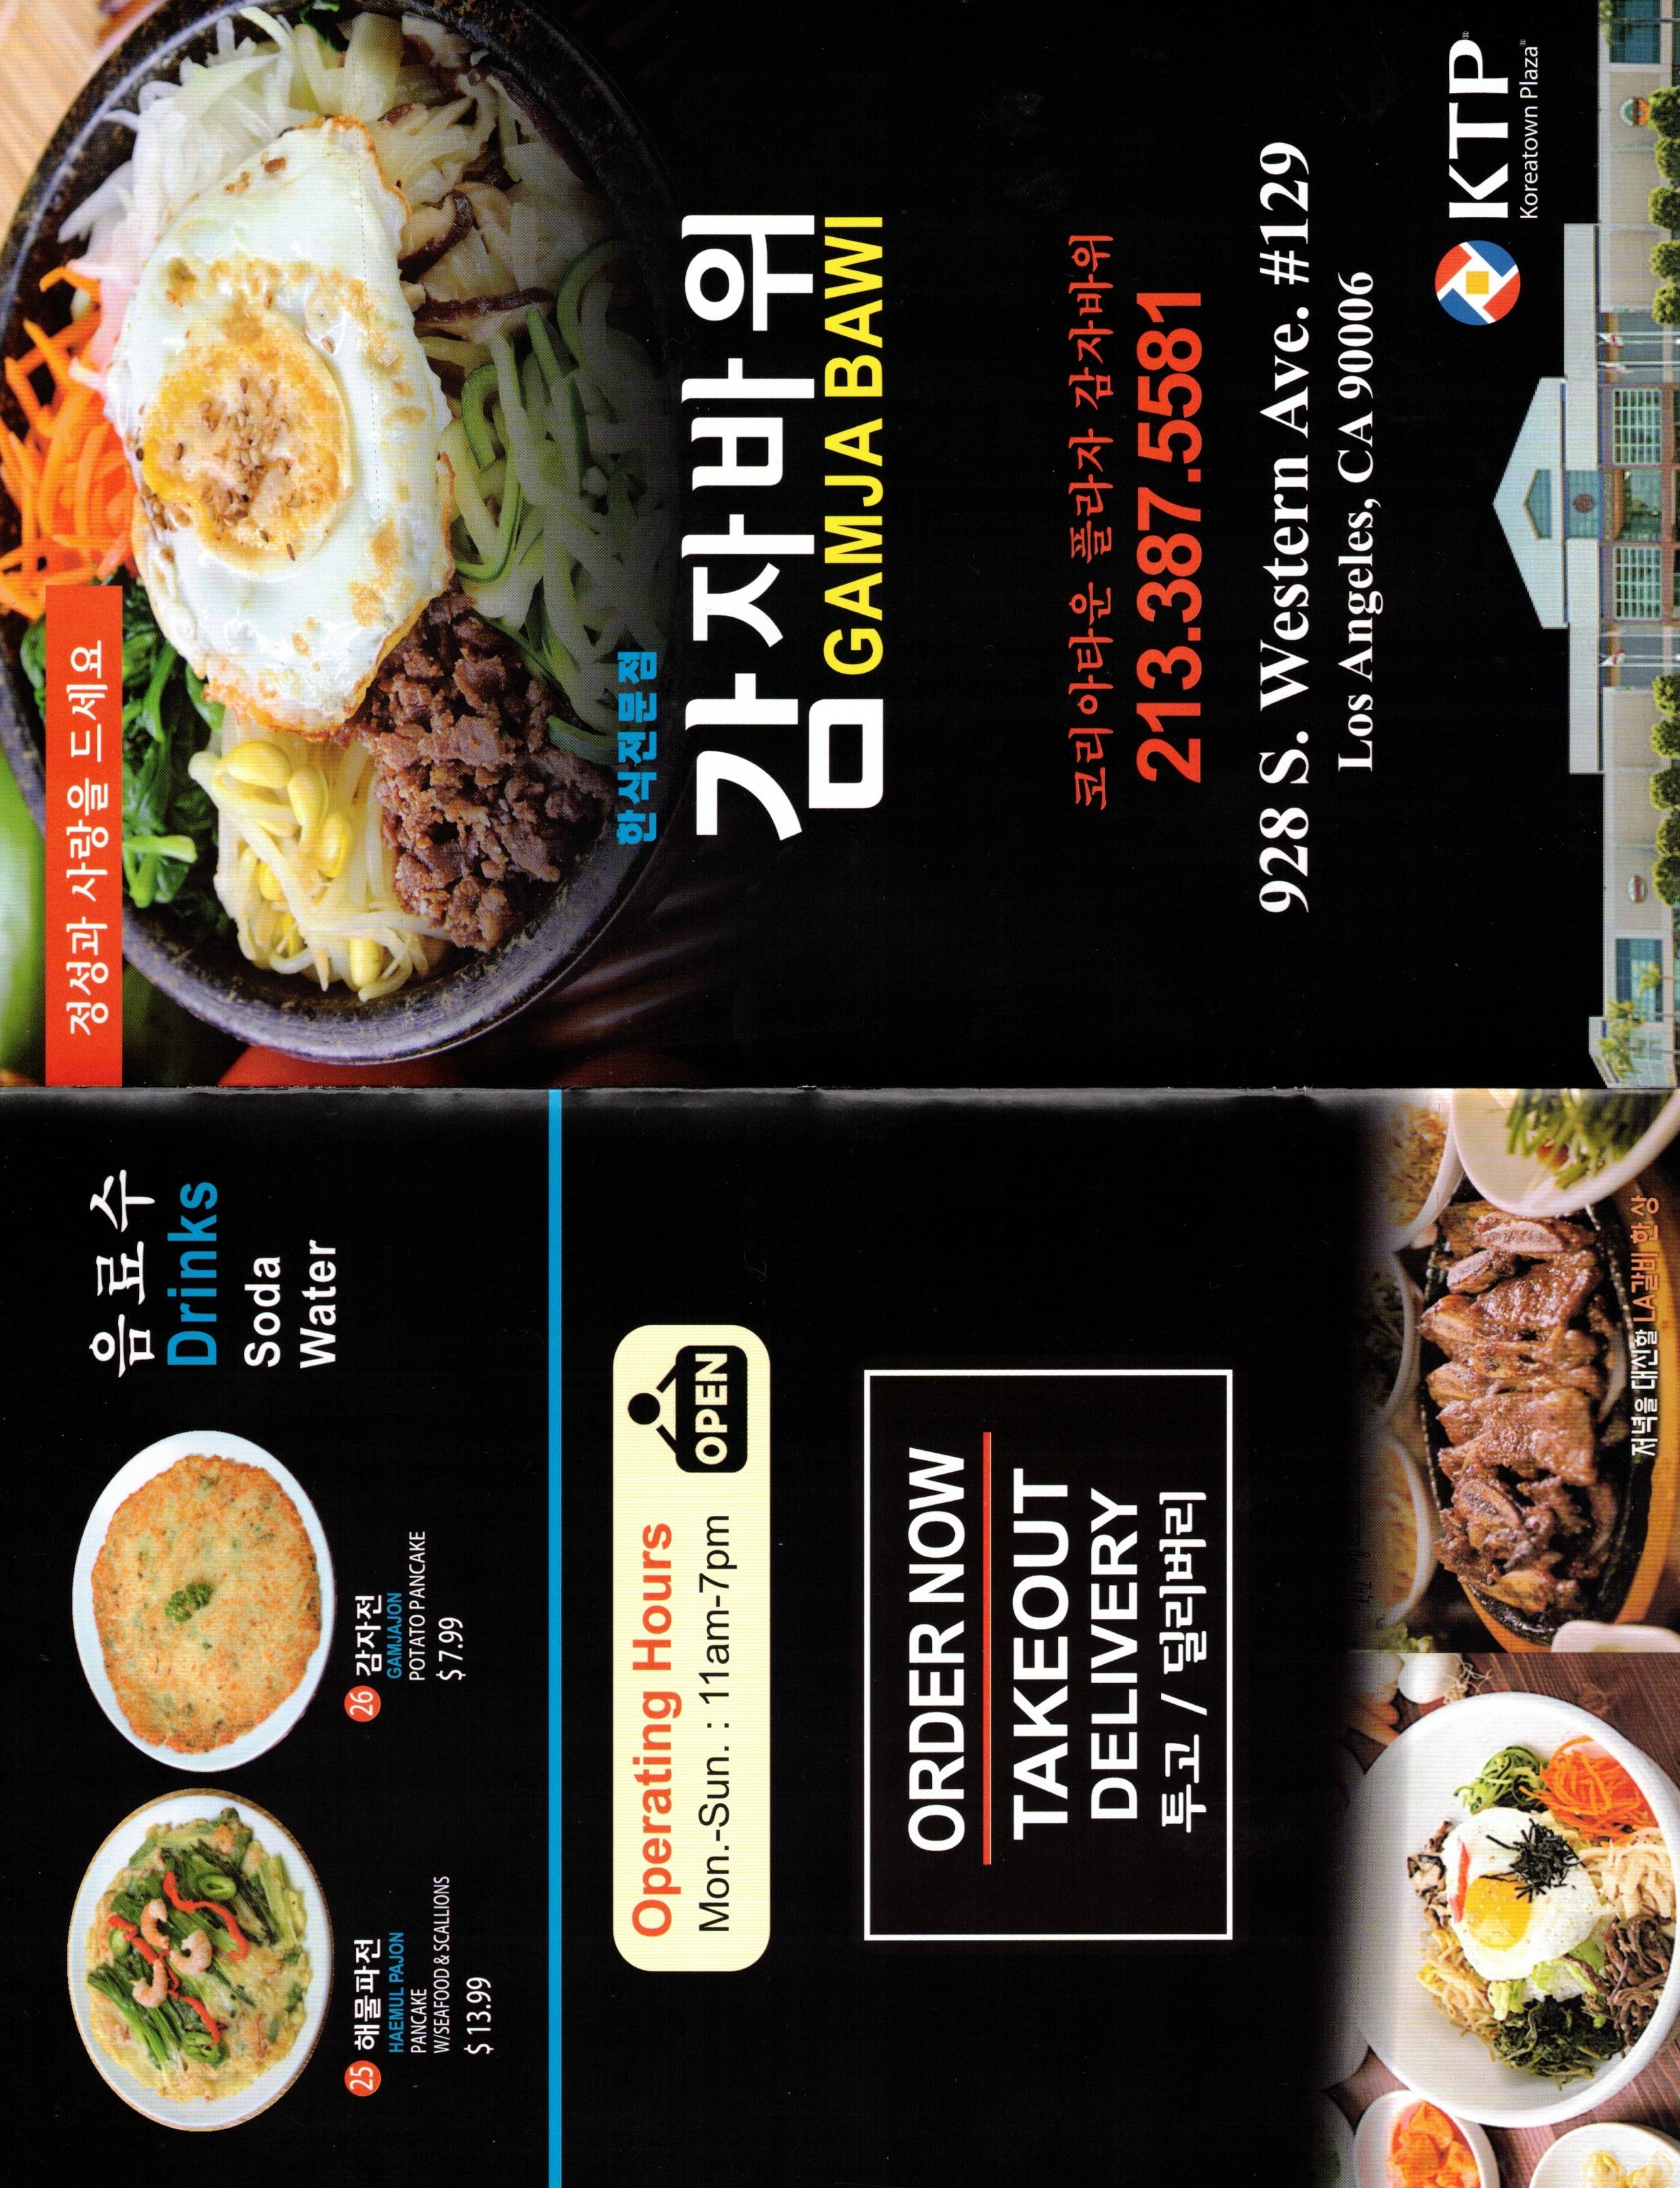 25 해물파전
HAEMUL PAJON
PANCAKE
W/SEAFOOD & SCALLIONS
$ 13.99
26 감자전
GAMJAJON
POTATO PANCAKE
$ 7.99
음료수
Drinks
Soda
Water
Operating Hours
Mon.-Sun. : 11am-7pm
OPEN
ORDER NOW
TAKEOUT
DELIVERY
투고 / 딜리버리
저녁을 대신할 LA갈비 한 상
정성과 사랑을 드세요
한식전문점
감자바위
GAMJA BAWI
코리아타운 플라자 감자바위
213.387.5581
928 S. Western Ave. #129
Los Angeles, CA 90006
KTP®
Koreatown Plaza®